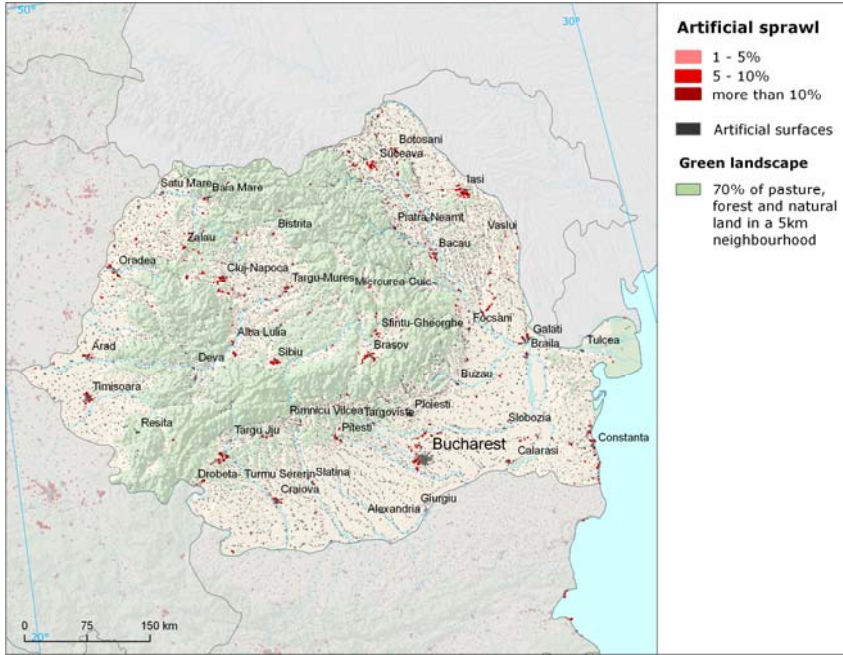 50°
30°
Artificial sprawl
1 - 5%
5 - 10%
more than 10%
Artificial surfaces
Green landscape
70% of pasture,
forest and natural
land in a 5km
neighbourhood
Botosani
Suceava
Satu Mare
Baia Mare
Iasi
Bistrita
Piatra-Neamt
Vaslui
Zalau
Bacau
Oradea
Cluj-Napoca
Targu-Mures
Miercurea-Cuic
Alba Lulia
Sfintu-Gheorghe
Focsani
Galati
Arad
Braila
Tulcea
Deva
Sibiu
Brasov
Timisoara
Buzau
Resita
Rimnicu Vilcea
Targoviste
Ploiesti
Slobozia
Targu Jiu
Pitesti
Bucharest
Constanta
Calarasi
Drobeta- Turnu Sererin
Slatina
Craiova
Giurgiu
Alexandria
0 75 150 km
20°